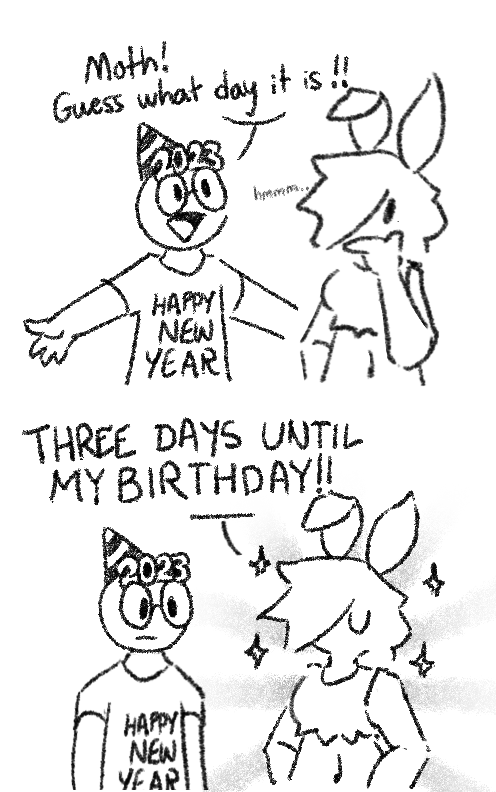 Moth!
Guess what day it is!!
2023
hmmm...
HAPPY
NEW
YEAR
THREE DAYS UNTIL
MY BIRTHDAY!!
2023
HAPPY
NEW
YEAR